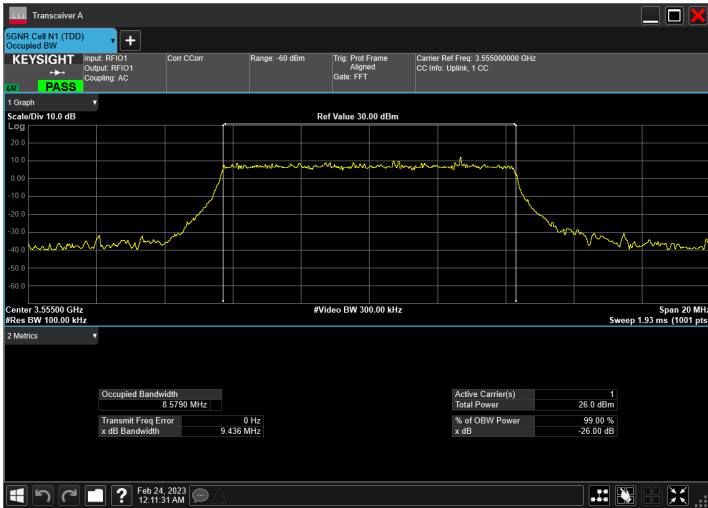 Transceiver A
5GNR Cell N1 (TDD)
Occupied BW
KEYSIGHT
LXI
PASS
Input: RFIO1
Output: RFIO1
Coupling: AC
Corr CCorr
Range: -60 dBm
Trig: Prot Frame
Aligned
Gate: FFT
Carrier Ref Freq: 3.555000000 GHz
CC Info: Uplink, 1 CC
1 Graph
Scale/Div 10.0 dB
Ref Value 30.00 dBm
Log
20.0
10.0
0.00
-10.0
-20.0
-30.0
-40.0
-50.0
-60.0
Center 3.55500 GHz
#Video BW 300.00 kHz
Span 20 MHz
#Res BW 100.00 kHz
Sweep 1.93 ms (1001 pts
2 Metrics
Occupied Bandwidth
8.5790 MHz
Transmit Freq Error 0 Hz
x dB Bandwidth 9.436 MHz
Active Carrier(s) 1
Total Power 26.0 dBm
% of OBW Power 99.00 %
x dB -26.00 dB
?
Feb 24, 2023
12:11:31 AM